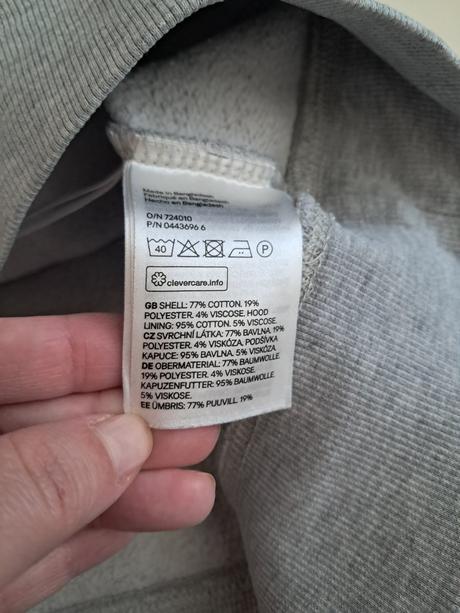 Made in Bangladesh
Fabriqué en Bangladesh
Hecho en Bangladesh
O/N 724010
P/N 0443696 6
40
P
clevercare.info
GB SHELL: 77% COTTON. 19%
POLYESTER. 4% VISCOSE. HOOD
LINING: 95% COTTON. 5% VISCOSE.
CZ SVRCHNÍ LÁTKA: 77% BAVLNA. 19%
POLYESTER. 4% VISKÓZA. PODŠÍVKA
KAPUCE: 95% BAVLNA. 5% VISKÓZA.
DE OBERMATERIAL: 77% BAUMWOLLE.
19% POLYESTER. 4% VISKOSE.
KAPUZENFUTTER: 95% BAUMWOLLE.
5% VISKOSE.
EE ÜMBRIS: 77% PUUVILL. 19%